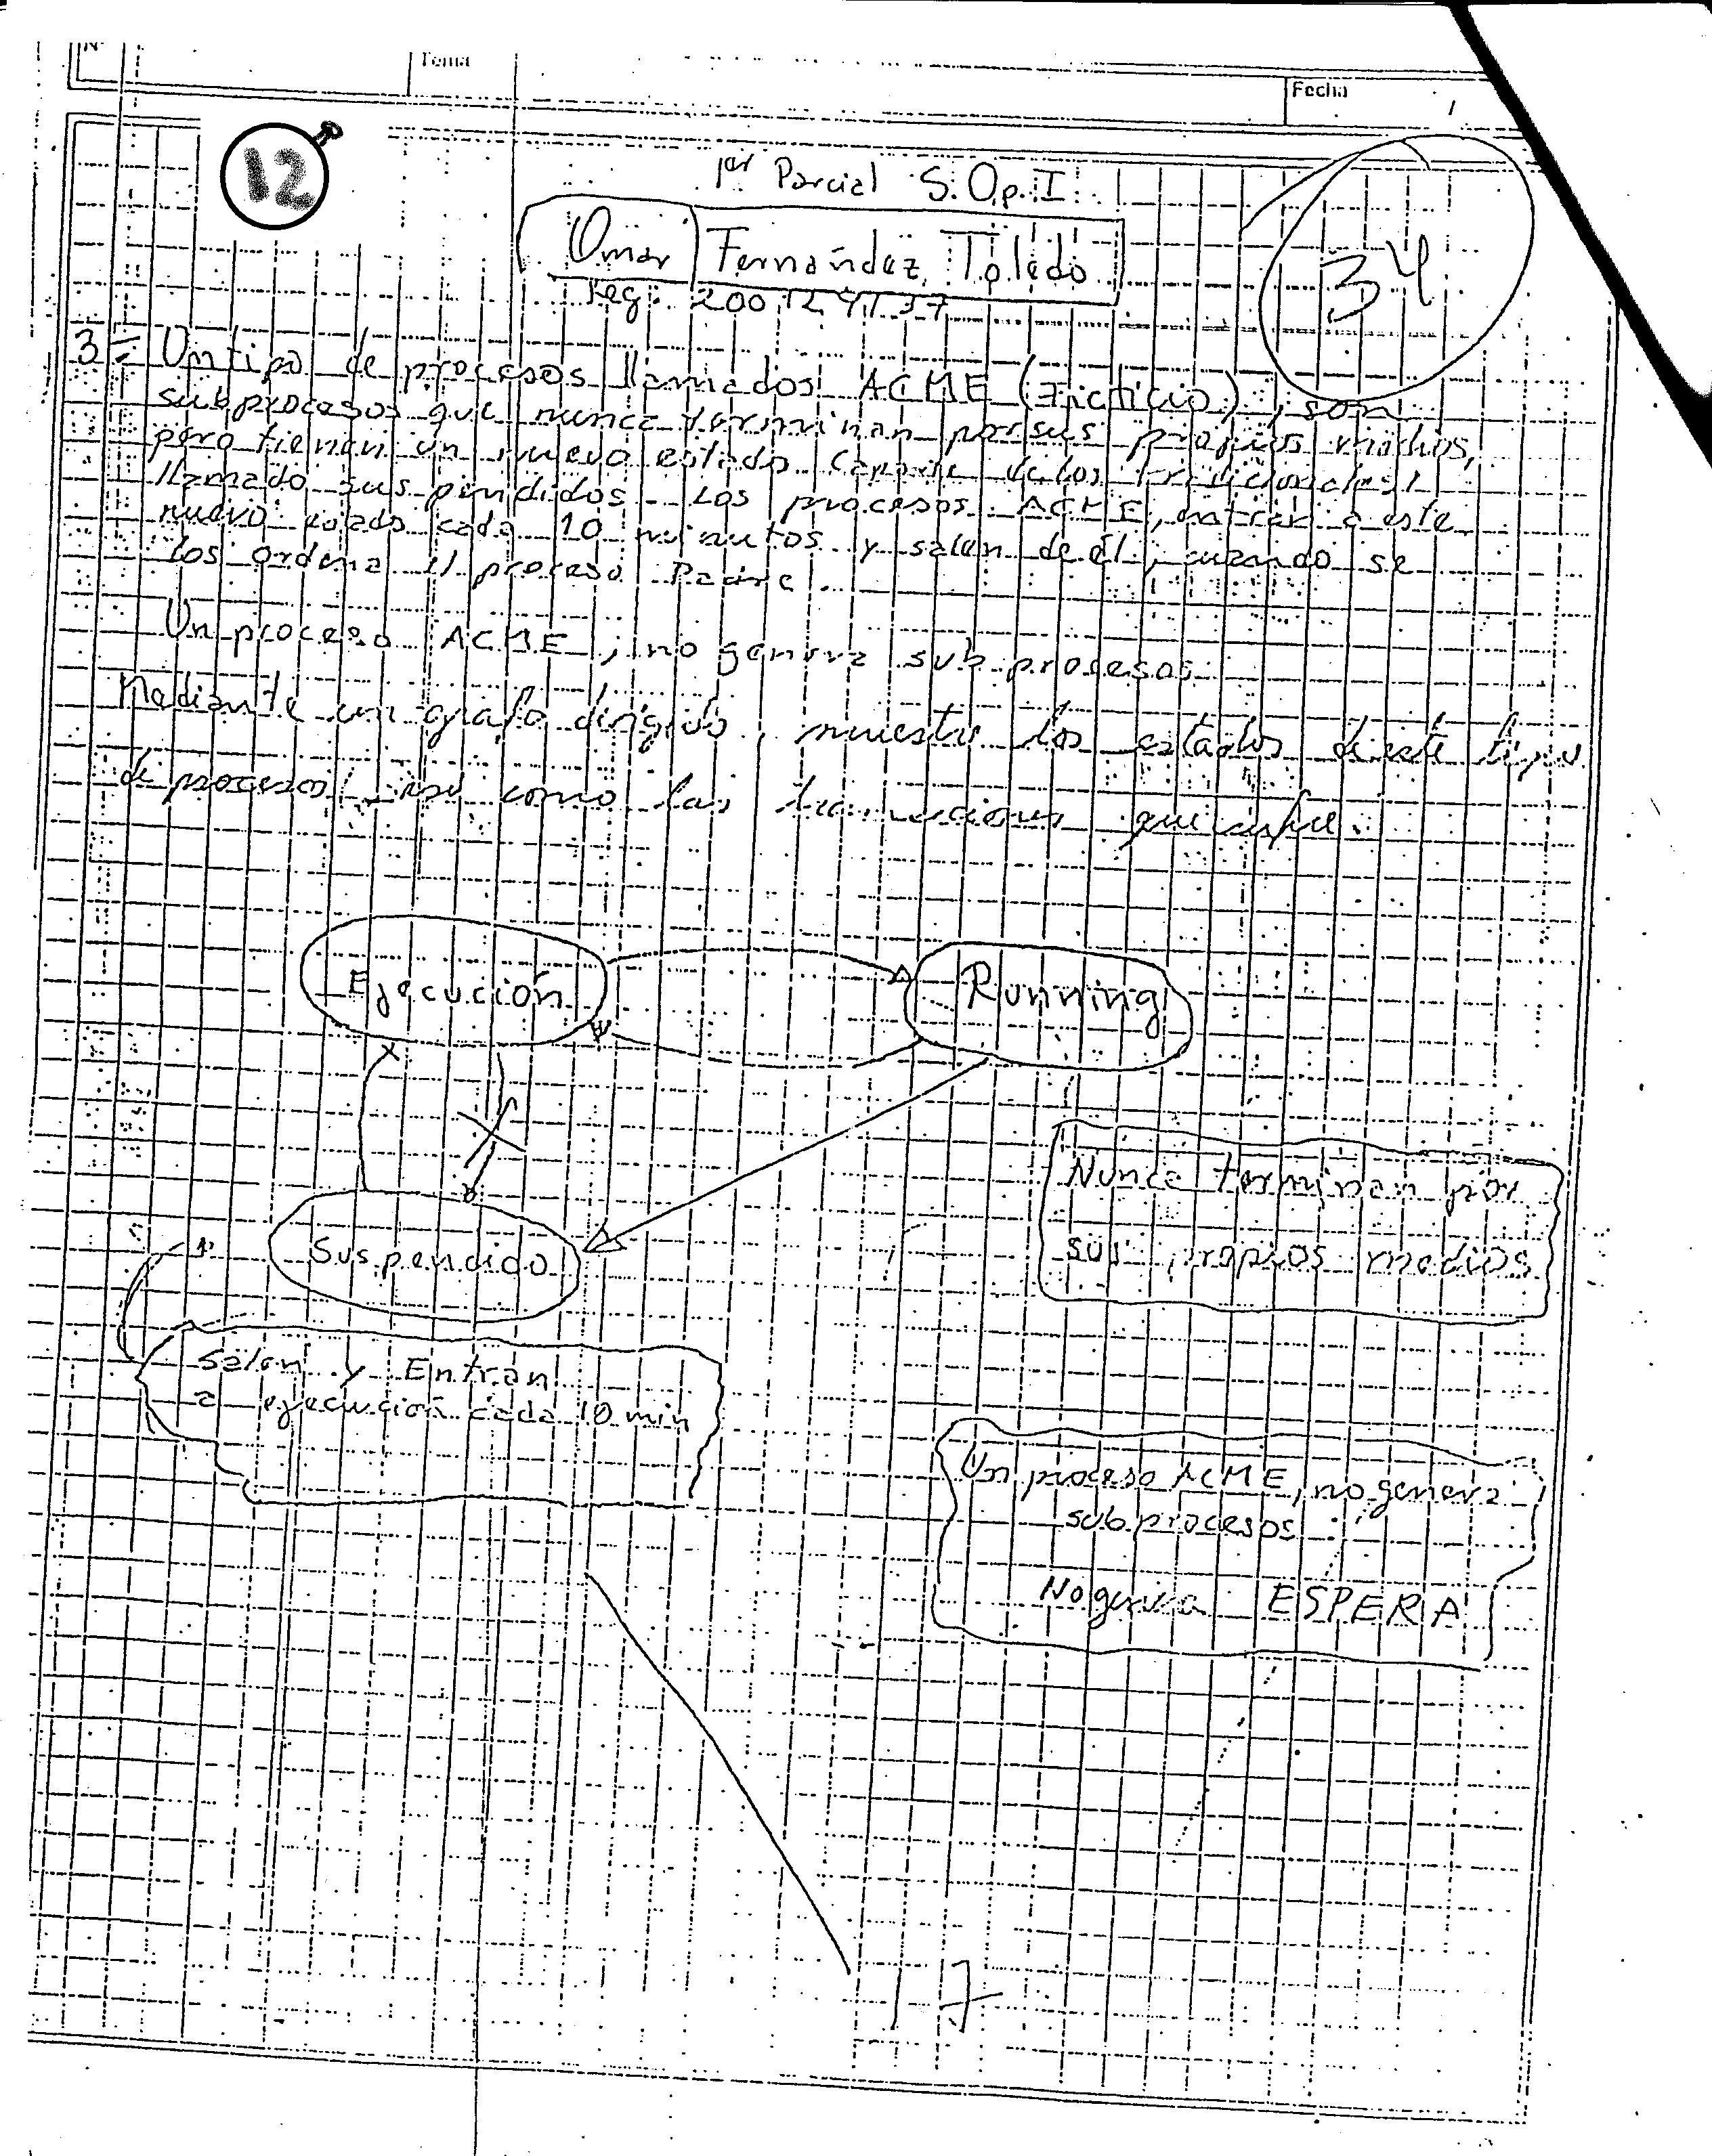 Nº
Tema
Fecha
12
1er Parcial S.Op.I
34
Omar Fernández Toledo
reg: 200124137
3= Un tipo de procesos llamados ACME (Ficticio), son
subprocesos que nunca terminan por sus propios medios,
pero tienen un nuevo estado (aparte de los tradicionales)
llamado suspendidos. Los procesos ACME, entran a este
nuevo estado cada 10 minutos y salen de él, cuando se
los ordena el proceso Padre.
Un proceso ACME, no genera subprocesos.
Mediante un grafo dirigido, muestre los estados de este tipo
de procesos, así como las transiciones que sufre.
Ejecución
Running
Nunca terminan por
sus propios medios
Suspendido
Salen y Entran
a ejecución cada 10 min
Un proceso ACME, no genera
subprocesos
No genera ESPERA
17